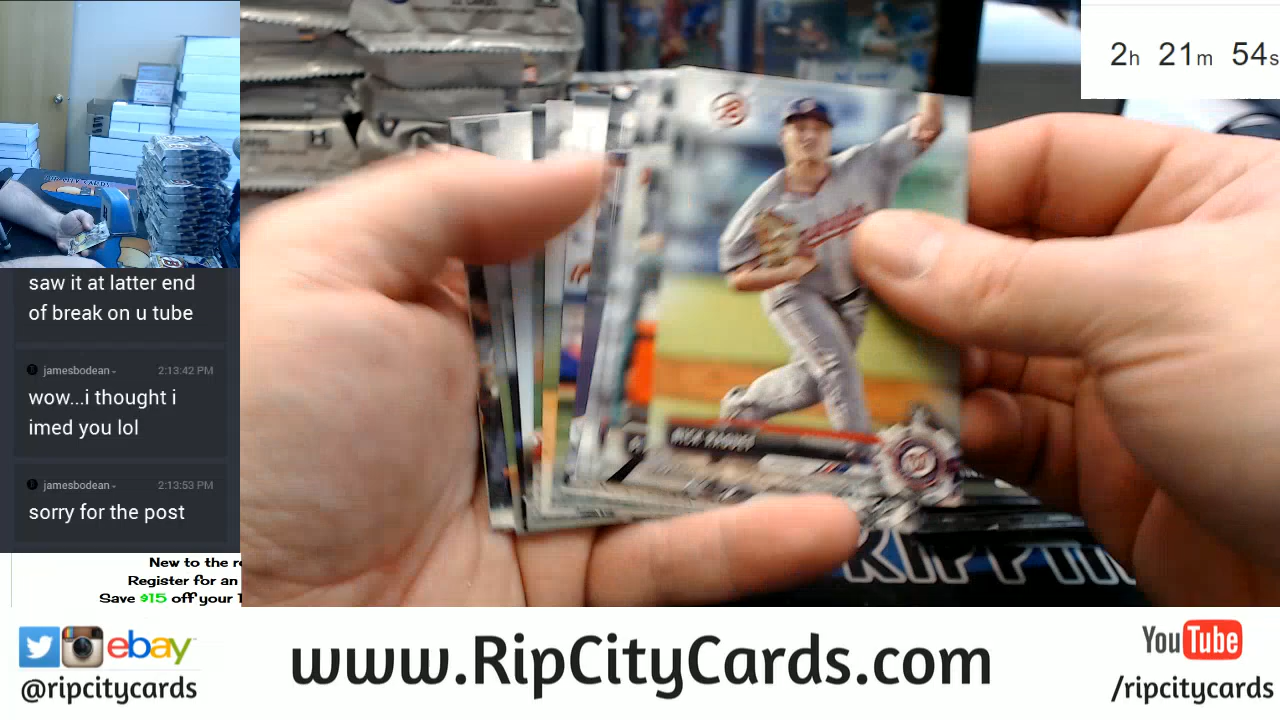 2h 21m 54s
saw it at latter end
of break on u tube
jamesbodean 2:13:42 PM
wow...i thought i
imed you lol
jamesbodean 2:13:53 PM
sorry for the post
New to the
Register for an
Save $15 off your
RIPPIN
ebay
@ripcitycards
www.RipCityCards.com
YouTube
/ripcitycards